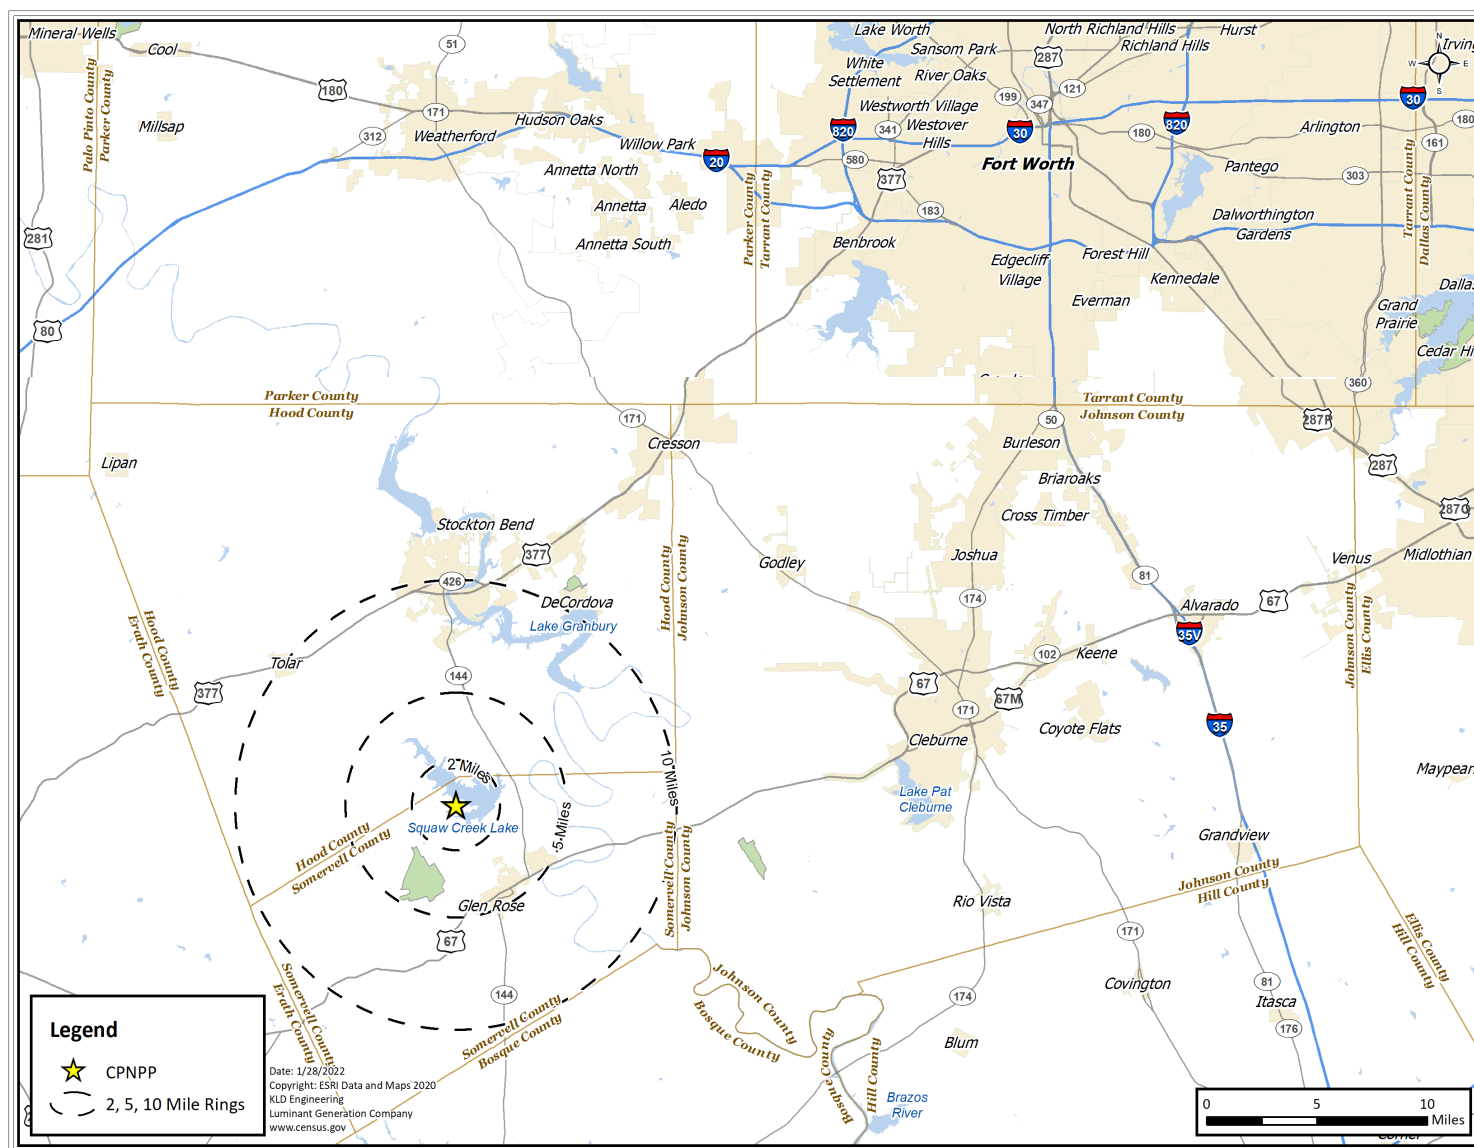 Mineral Wells
Cool
51
Lake Worth
North Richland Hills
Hurst
Sansom Park
Richland Hills
287
N
W
E
S
White
Settlement
River Oaks
180
199
347
121
30
171
Westworth Village
Millsap
312
Weatherford
Hudson Oaks
820
341
Westover
Hills
30
180
820
Arlington
180
161
Willow Park
20
580
Fort Worth
377
Pantego
303
Palo Pinto County
Parker County
Annetta North
Annetta
Aledo
Annetta South
Parker County
Tarrant County
183
Dalworthington
Gardens
Tarrant County
Dallas County
281
Benbrook
Edgecliff
Village
Forest Hill
Kennedale
Everman
Grand
Prairie
80
360
Parker County
Hood County
Tarrant County
Johnson County
171
50
287P
Cresson
Burleson
Lipan
287
Briaroaks
287Q
Cross Timber
Stockton Bend
377
Godley
Joshua
Venus
Midlothian
426
81
DeCordova
Lake Granbury
174
Alvarado
67
35V
Hood County
Johnson County
Johnson County
Ellis County
Hood County
Erath County
Tolar
377
144
102
Keene
67
67M
171
Coyote Flats
35
Cleburne
2 Miles
10 Miles
5 Miles
Squaw Creek Lake
Lake Pat
Cleburne
Hood County
Somervell County
Somervell County
Johnson County
Grandview
Johnson County
Hill County
Glen Rose
Rio Vista
67
171
Ellis County
Hill County
144
Johnson County
Bosque County
Covington
81
Itasca
174
176
Somervell County
Erath County
Somervell County
Bosque County
Blum
Bosque County
Hill County
Brazos
River
Legend
CPNPP
2, 5, 10 Mile Rings
Date: 1/28/2022
Copyright: ESRI Data and Maps 2020
KLD Engineering
Luminant Generation Company
www.census.gov
0
5
10
Miles